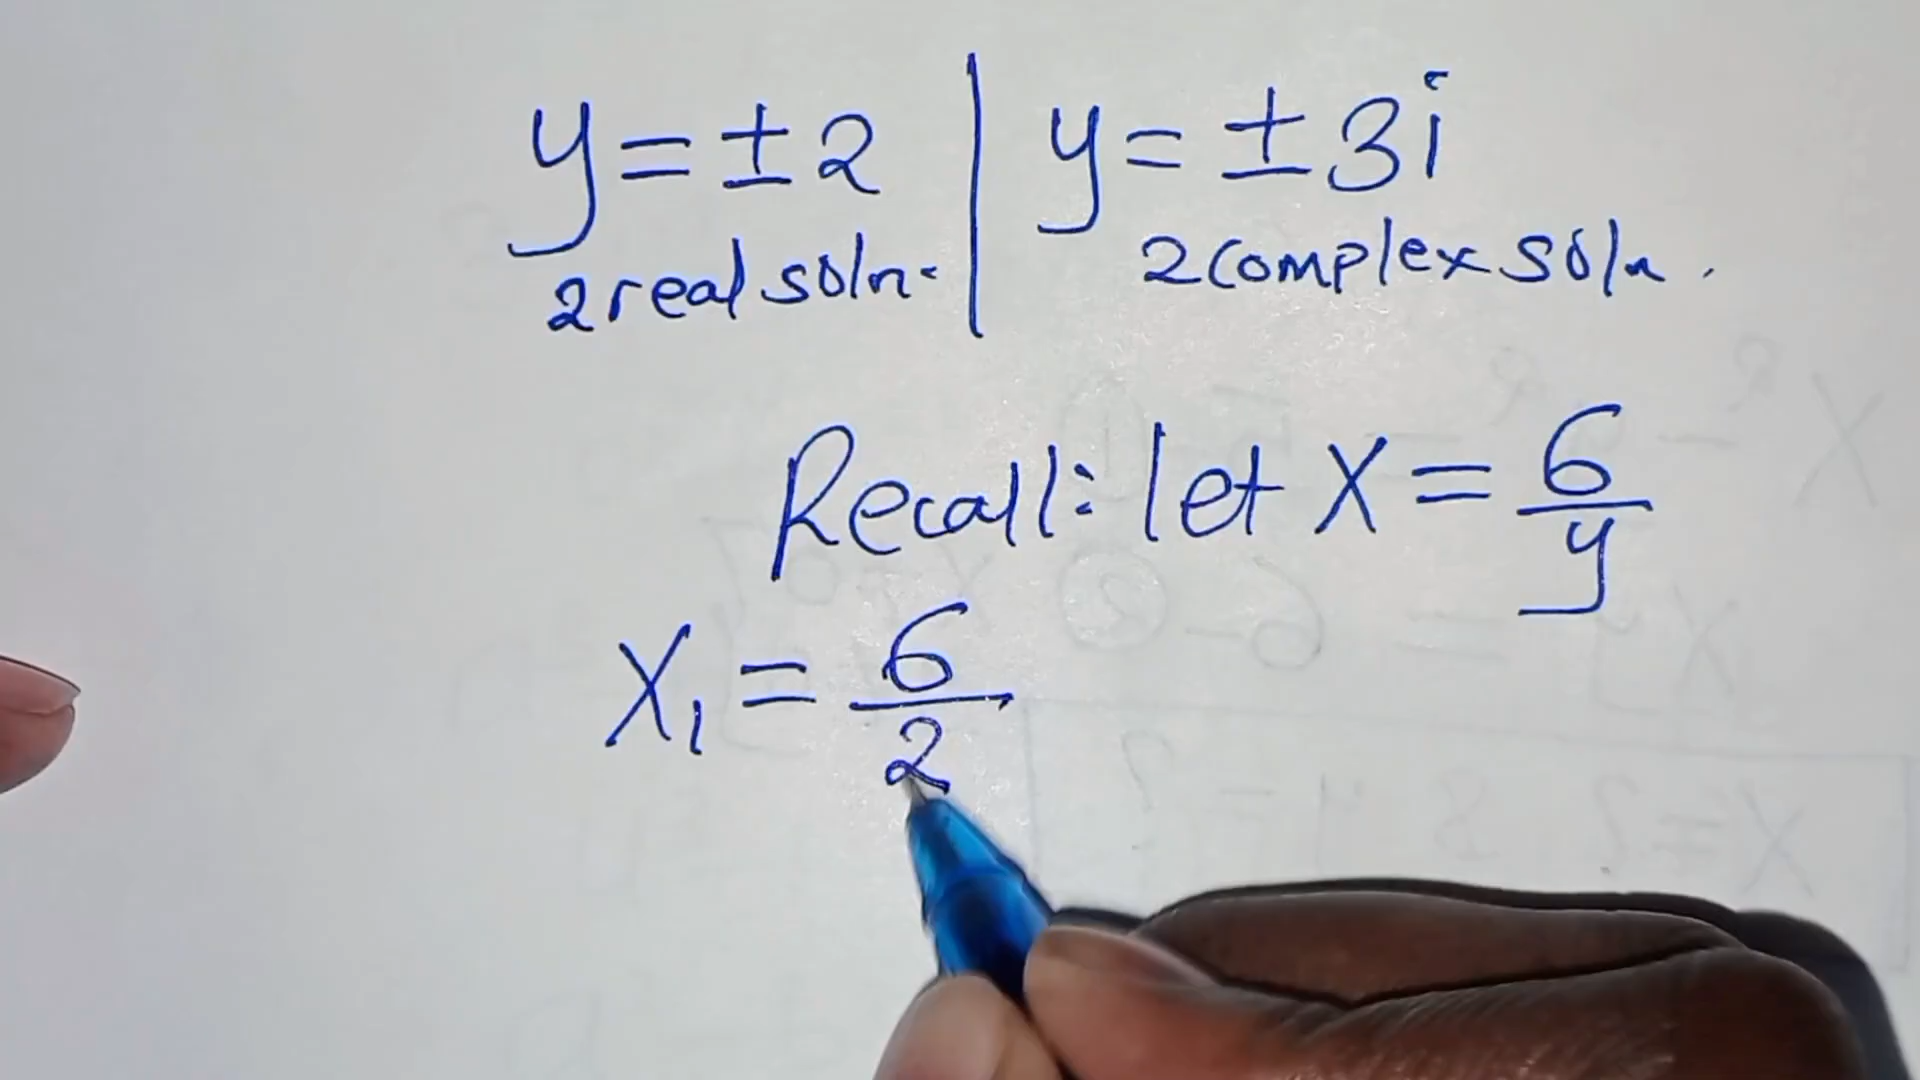 y = ±2 | y = ±3i
2 real soln. 2 complex soln.
Recall: let x = 6/y
x₁ = 6/2